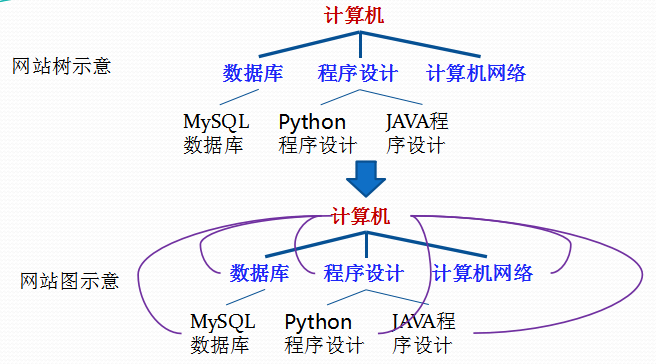 计算机
网站树示意
数据库 程序设计 计算机网络
MySQL Python JAVA程
数据库 程序设计 序设计
计算机
网站图示意
数据库 程序设计 计算机网络
MySQL Python JAVA程
数据库 程序设计 序设计